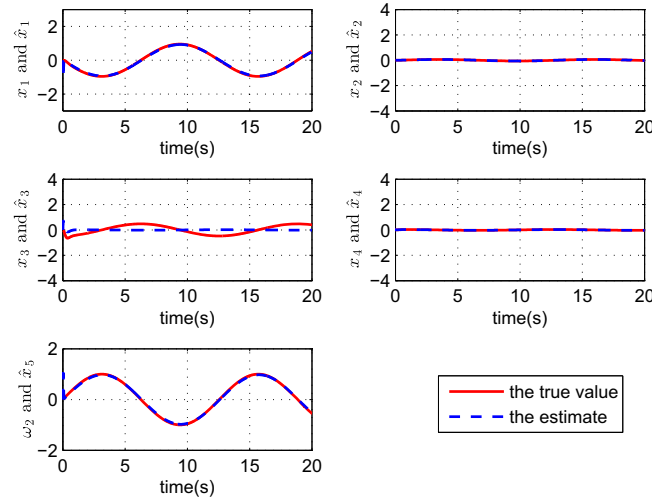 x₁ and x̂₁
2
0
−2
0 5 10 15 20
time(s)
x₂ and x̂₂
4
2
0
−2
−4
0 5 10 15 20
time(s)
x₃ and x̂₃
4
2
0
−2
−4
0 5 10 15 20
time(s)
x₄ and x̂₄
4
2
0
−2
−4
0 5 10 15 20
time(s)
ω₂ and x̂₅
2
0
−2
0 5 10 15 20
time(s)
the true value
the estimate